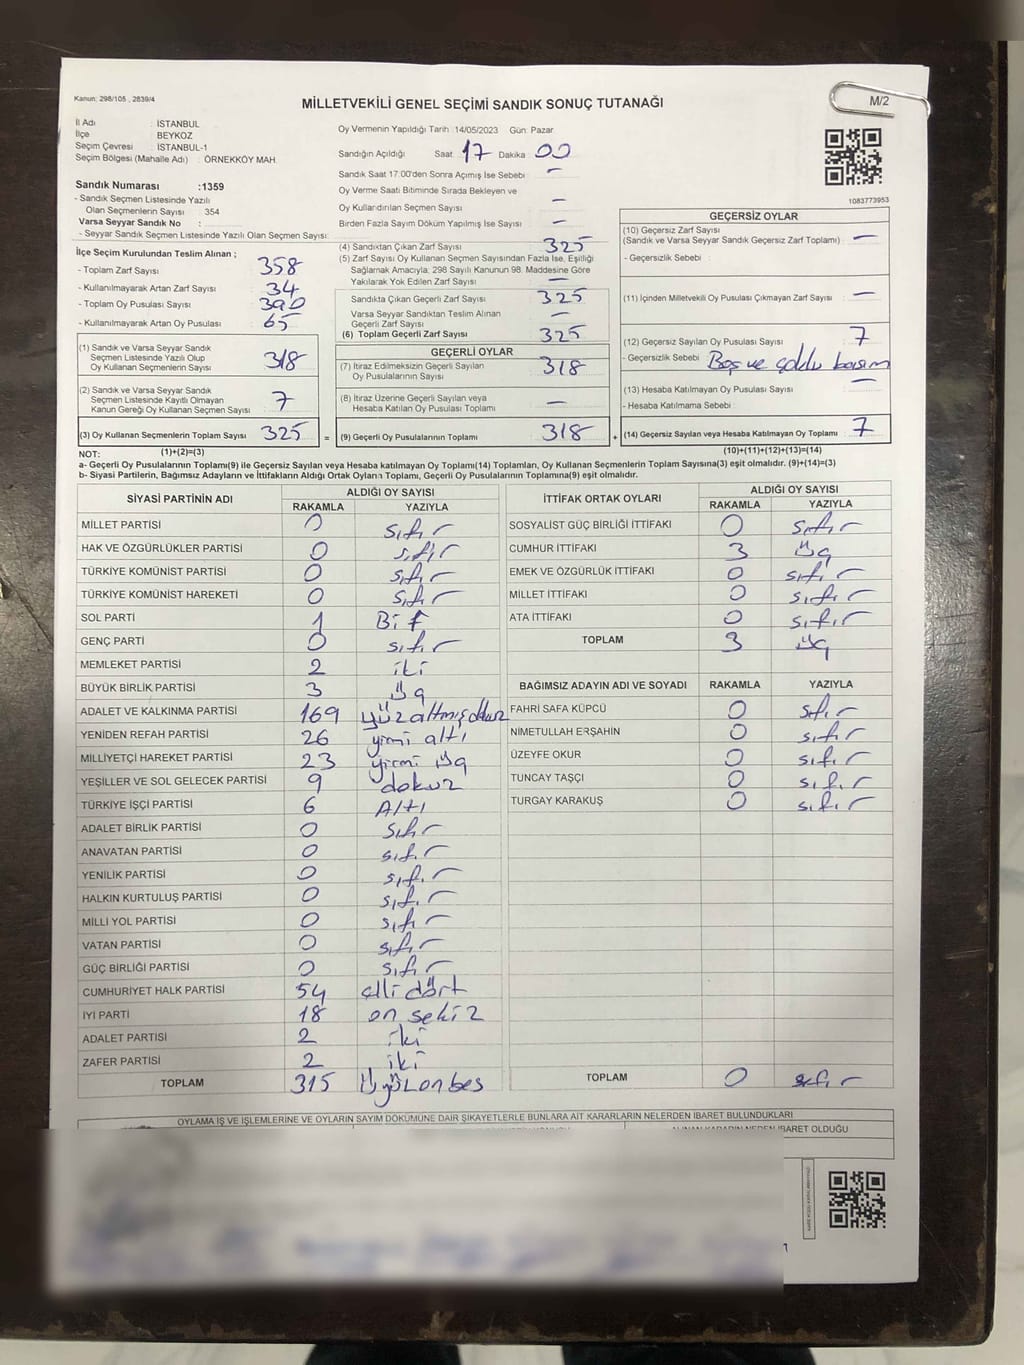 Kanun: 298/105 , 2839/4
MİLLETVEKİLİ GENEL SEÇİMİ SANDIK SONUÇ TUTANAĞI
M/2
İl Adı : İSTANBUL
İlçe : BEYKOZ
Seçim Çevresi : İSTANBUL-1
Seçim Bölgesi (Mahalle Adı) : ÖRNEKKÖY MAH.
Sandık Numarası :1359
- Sandık Seçmen Listesinde Yazılı
Olan Seçmenlerin Sayısı : 354
Varsa Seyyar Sandık No :
- Seyyar Sandık Seçmen Listesinde Yazılı Olan Seçmen Sayısı:
Oy Vermenin Yapıldığı Tarih 14/05/2023 Gün: Pazar
Sandığın Açıldığı Saat 17 Dakika 00
Sandık Saat 17.00'den Sonra Açımış İse Sebebi : —
Oy Verme Saati Bitiminde Sırada Bekleyen ve
Oy Kullandırılan Seçmen Sayısı —
Birden Fazla Sayım Döküm Yapılmış İse Sayısı : —
1083773953
İlçe Seçim Kurulundan Teslim Alınan ;
- Toplam Zarf Sayısı : 358
- Kullanılmayarak Artan Zarf Sayısı : 34
- Toplam Oy Pusulası Sayısı : 390
- Kullanılmayarak Artan Oy Pusulası : 65
(4) Sandıktan Çıkan Zarf Sayısı 325
(5) Zarf Sayısı Oy Kullanan Seçmen Sayısından Fazla İse, Eşitliği
Sağlamak Amacıyla; 298 Sayılı Kanunun 98. Maddesine Göre
Yakılarak Yok Edilen Zarf Sayısı —
Sandıkta Çıkan Geçerli Zarf Sayısı 325
Varsa Seyyar Sandıktan Teslim Alınan
Geçerli Zarf Sayısı —
(6) Toplam Geçerli Zarf Sayısı 325
GEÇERSİZ OYLAR
(10) Geçersiz Zarf Sayısı
(Sandık ve Varsa Seyyar Sandık Geçersiz Zarf Toplamı) : —
- Geçersizlik Sebebi :
(11) İçinden Milletvekili Oy Pusulası Çıkmayan Zarf Sayısı : —
(12) Geçersiz Sayılan Oy Pusulası Sayısı : 7
- Geçersizlik Sebebi : Boş ve çoklu basım
(13) Hesaba Katılmayan Oy Pusulası Sayısı : —
- Hesaba Katılmama Sebebi :
(14) Geçersiz Sayılan veya Hesaba Katılmayan Oy Toplamı : 7
(10)+(11)+(12)+(13)=(14)
(1) Sandık ve Varsa Seyyar Sandık
Seçmen Listesinde Yazılı Olup
Oy Kullanan Seçmenlerin Sayısı 318
(2) Sandık ve Varsa Seyyar Sandık
Seçmen Listesinde Kayıtlı Olmayan
Kanun Gereği Oy Kullanan Seçmen Sayısı 7
(3) Oy Kullanan Seçmenlerin Toplam Sayısı 325 =
(1)+(2)=(3)
GEÇERLİ OYLAR
(7) İtiraz Edilmeksizin Geçerli Sayılan
Oy Pusulasının Sayısı : 318
(8) İtiraz Üzerine Geçerli Sayılan veya
Hesaba Katılan Oy Pusulası Toplamı : —
(9) Geçerli Oy Pusulalarının Toplamı : 318 +
NOT:
a- Geçerli Oy Pusulalarının Toplamı(9) ile Geçersiz Sayılan veya Hesaba katılmayan Oy Toplamı(14) Toplamları, Oy Kullanan Seçmenlerin Toplam Sayısına(3) eşit olmalıdır. (9)+(14)=(3)
b- Siyasi Partilerin, Bağımsız Adayların ve İttifakların Aldığı Ortak Oyların Toplamı, Geçerli Oy Pusulalarının Toplamına(9) eşit olmalıdır.
SİYASİ PARTİNİN ADI ALDIĞI OY SAYISI
RAKAMLA YAZIYLA
MİLLET PARTİSİ 0 sıfır
HAK VE ÖZGÜRLÜKLER PARTİSİ 0 sıfır
TÜRKİYE KOMÜNİST PARTİSİ 0 sıfır
TÜRKİYE KOMÜNİST HAREKETİ 0 sıfır
SOL PARTİ 1 Bir
GENÇ PARTİ 0 sıfır
MEMLEKET PARTİSİ 2 iki
BÜYÜK BİRLİK PARTİSİ 3 üç
ADALET VE KALKINMA PARTİSİ 169 yüzaltmışdokuz
YENİDEN REFAH PARTİSİ 26 yirmi altı
MİLLİYETÇİ HAREKET PARTİSİ 23 yirmi üç
YEŞİLLER VE SOL GELECEK PARTİSİ 9 dokuz
TÜRKİYE İŞÇİ PARTİSİ 6 Altı
ADALET BİRLİK PARTİSİ 0 sıfır
ANAVATAN PARTİSİ 0 sıfır
YENİLİK PARTİSİ 0 sıfır
HALKIN KURTULUŞ PARTİSİ 0 sıfır
MİLLİ YOL PARTİSİ 0 sıfır
VATAN PARTİSİ 0 sıfır
GÜÇ BİRLİĞİ PARTİSİ 0 sıfır
CUMHURİYET HALK PARTİSİ 54 elli dört
İYİ PARTİ 18 on sekiz
ADALET PARTİSİ 2 iki
ZAFER PARTİSİ 2 iki
TOPLAM 315 Üçyüzonbeş
İTTİFAK ORTAK OYLARI ALDIĞI OY SAYISI
RAKAMLA YAZIYLA
SOSYALİST GÜÇ BİRLİĞİ İTTİFAKI 0 sıfır
CUMHUR İTTİFAKI 3 üç
EMEK VE ÖZGÜRLÜK İTTİFAKI 0 sıfır
MİLLET İTTİFAKI 0 sıfır
ATA İTTİFAKI 0 sıfır
TOPLAM 3 üç
BAĞIMSIZ ADAYIN ADI VE SOYADI RAKAMLA YAZIYLA
FAHRİ SAFA KÜPCÜ 0 sıfır
NİMETULLAH ERŞAHİN 0 sıfır
ÜZEYFE OKUR 0 sıfır
TUNCAY TAŞÇI 0 sıfır
TURGAY KARAKUŞ 0 sıfır
TOPLAM 0 sıfır
OYLAMA İŞ VE İŞLEMLERİNE VE OYLARIN SAYIM DÖKÜMÜNE DAİR ŞİKAYETLERLE BUNLARA AİT KARARLARIN NELERDEN İBARET BULUNDUKLARI
ALINAN KARARIN NEDEN İBARET OLDUĞU